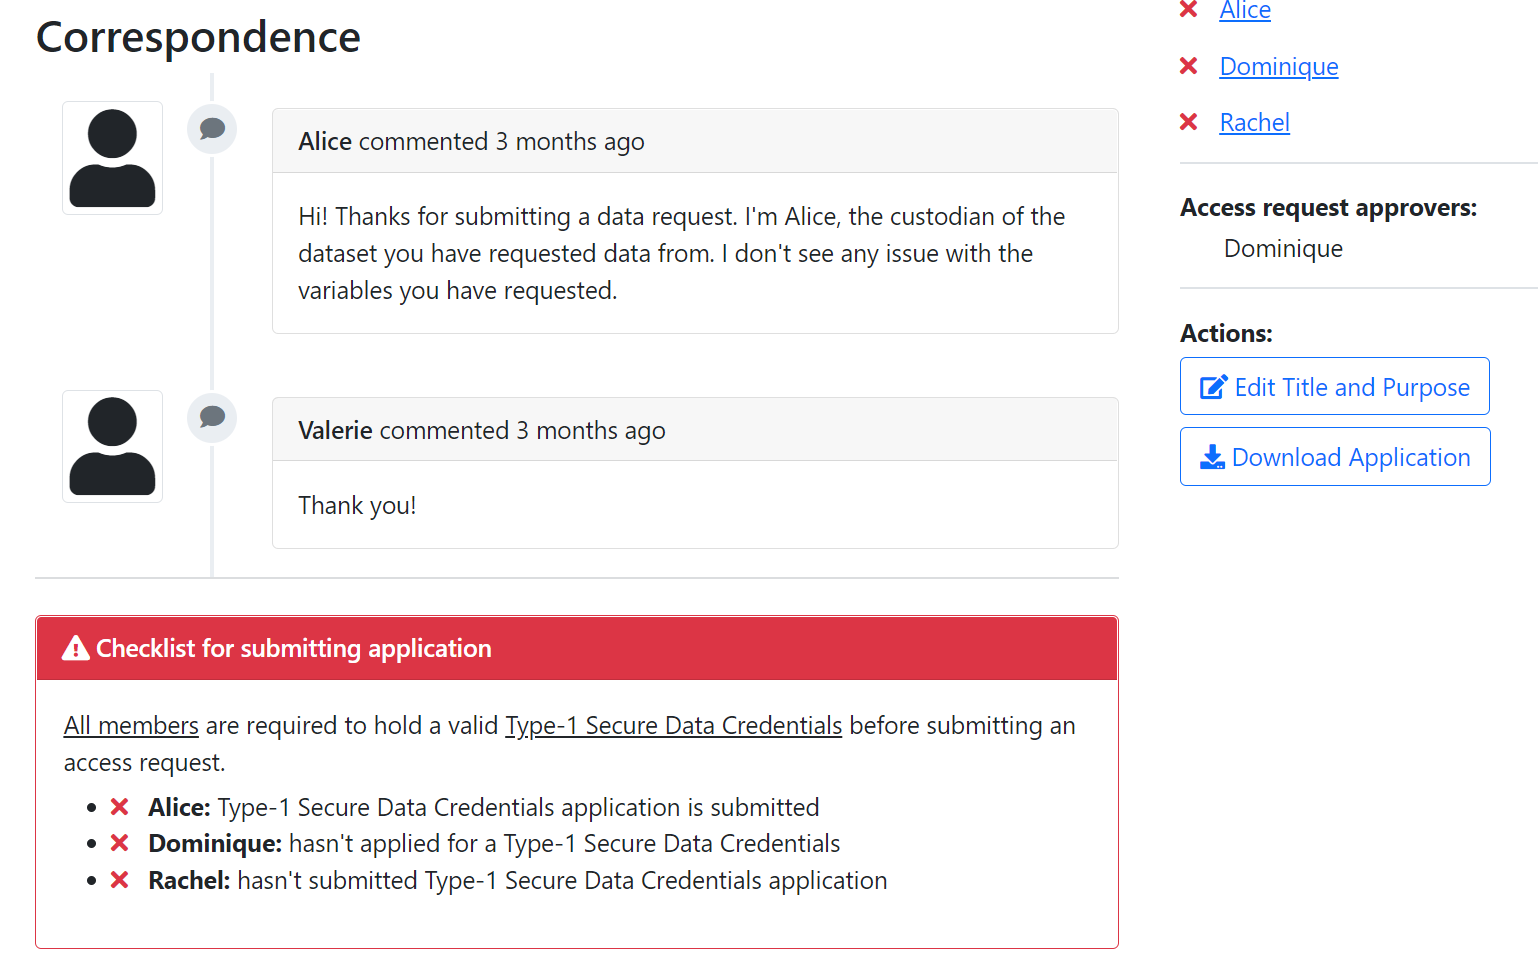 Correspondence
Alice commented 3 months ago
Hi! Thanks for submitting a data request. I'm Alice, the custodian of the
dataset you have requested data from. I don't see any issue with the
variables you have requested.
Valerie commented 3 months ago
Thank you!
Checklist for submitting application
All members are required to hold a valid Type-1 Secure Data Credentials before submitting an
access request.
Alice: Type-1 Secure Data Credentials application is submitted
Dominique: hasn't applied for a Type-1 Secure Data Credentials
Rachel: hasn't submitted Type-1 Secure Data Credentials application
Alice
Dominique
Rachel
Access request approvers:
Dominique
Actions:
Edit Title and Purpose
Download Application